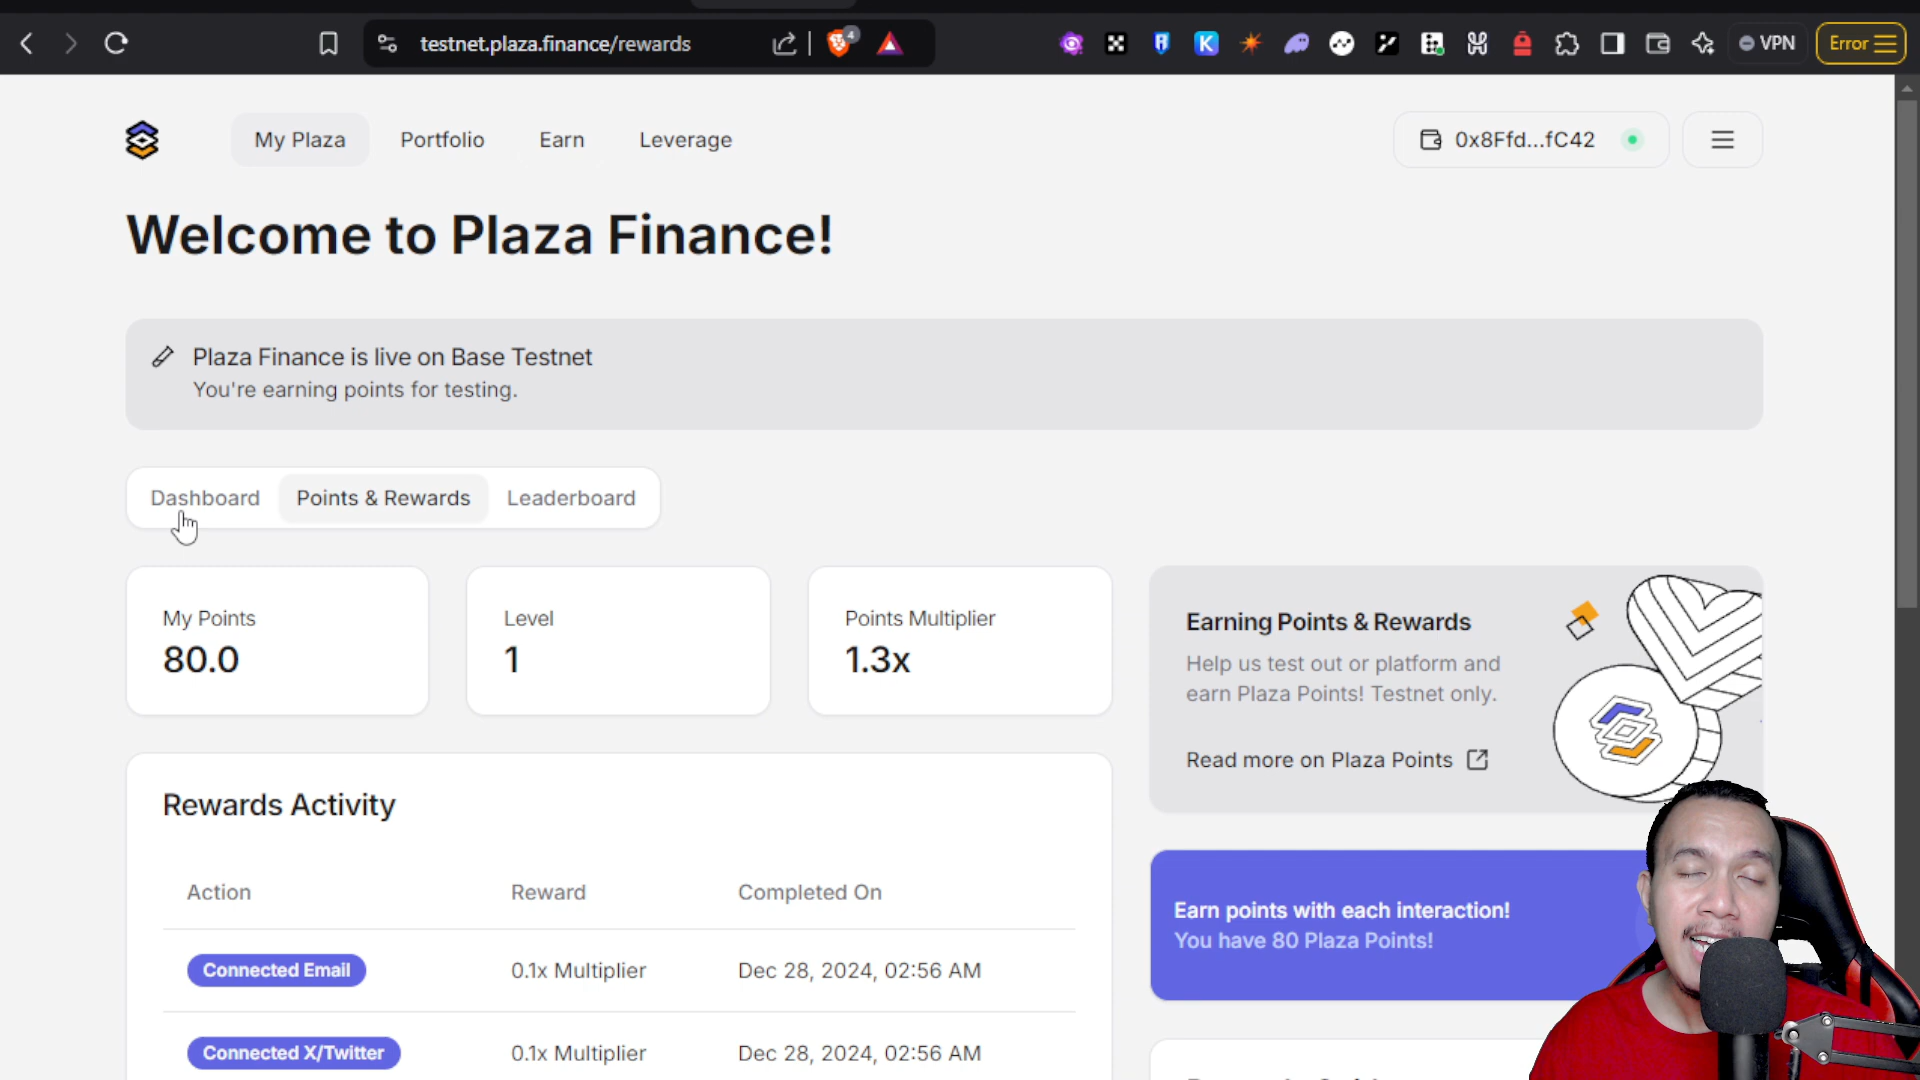 testnet.plaza.finance/rewards
4
K
VPN
Error
My Plaza
Portfolio
Earn
Leverage
0x8Ffd...fC42
Welcome to Plaza Finance!
Plaza Finance is live on Base Testnet
You're earning points for testing.
Dashboard
Points & Rewards
Leaderboard
My Points
80.0
Level
1
Points Multiplier
1.3x
Earning Points & Rewards
Help us test out or platform and
earn Plaza Points! Testnet only.
Read more on Plaza Points
Rewards Activity
Action Reward Completed On
Connected Email 0.1x Multiplier Dec 28, 2024, 02:56 AM
Connected X/Twitter 0.1x Multiplier Dec 28, 2024, 02:56 AM
Earn points with each interaction!
You have 80 Plaza Points!